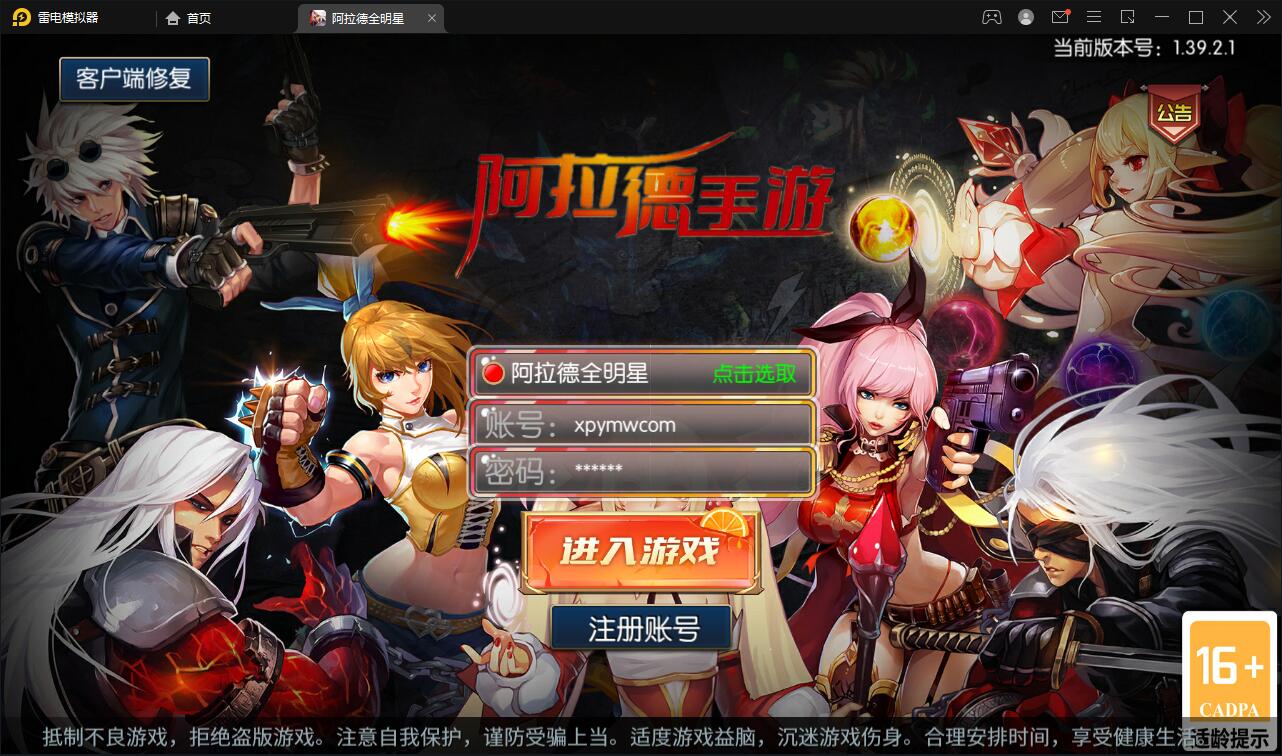 雷电模拟器
首页
阿拉德全明星
当前版本号：1.39.2.1
客户端修复
公告
阿拉德手游
阿拉德全明星 点击选取
账号： xpymwcom
密码： ******
进入游戏
注册账号
16+
CADPA
适龄提示
抵制不良游戏，拒绝盗版游戏。注意自我保护，谨防受骗上当。适度游戏益脑，沉迷游戏伤身。合理安排时间，享受健康生活